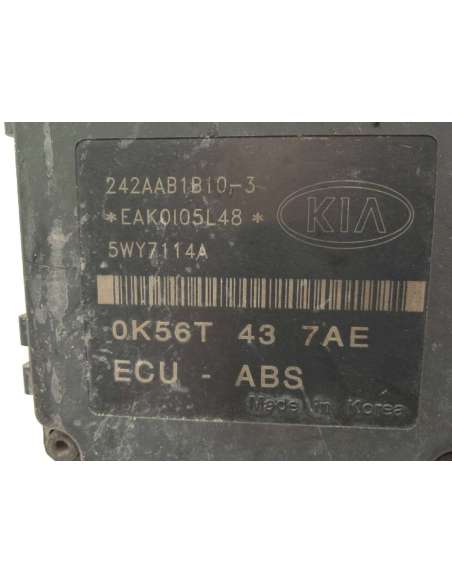 242AAB1B10-3
*EAK0I05L48*
KIA
5WY7114A
0K56T 43 7AE
ECU - ABS
Made in Korea